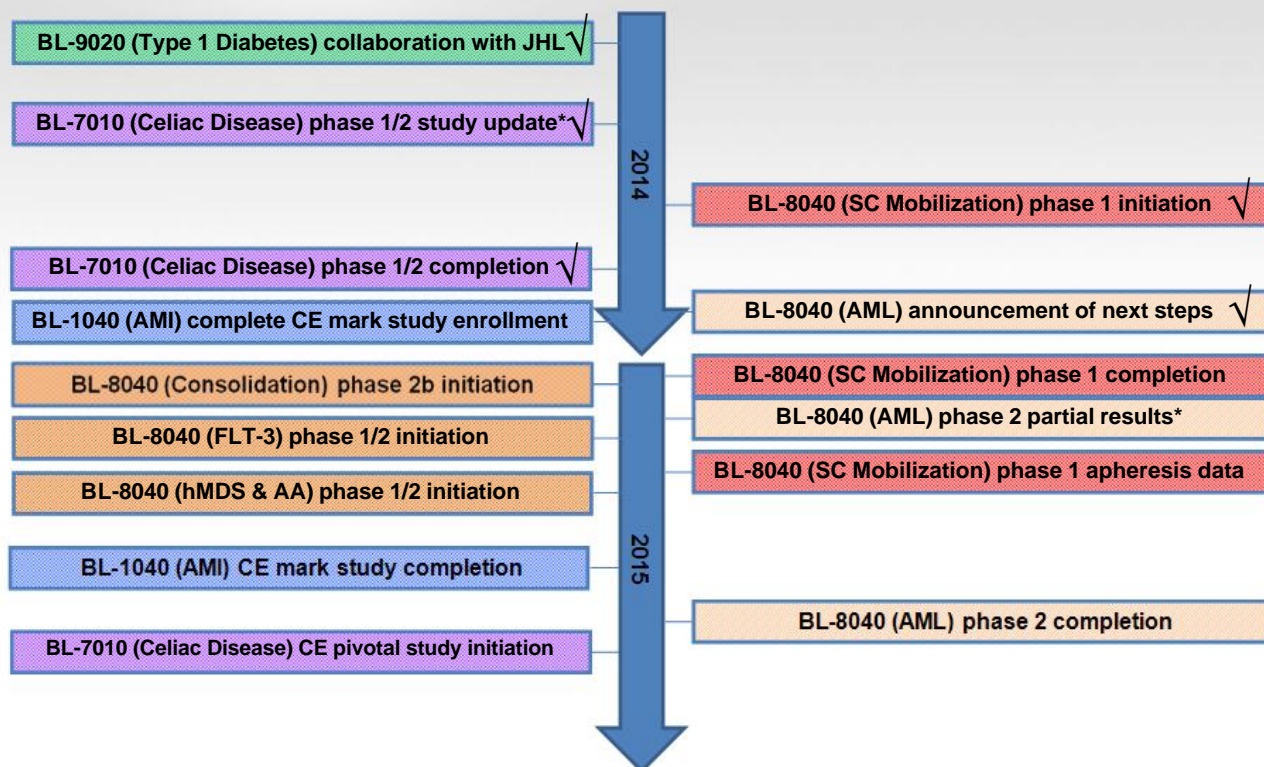 BL-9020 (Type 1 Diabetes) collaboration with JHL √
BL-7010 (Celiac Disease) phase 1/2 study update* √
2014
BL-8040 (SC Mobilization) phase 1 initiation √
BL-7010 (Celiac Disease) phase 1/2 completion √
BL-1040 (AMI) complete CE mark study enrollment
BL-8040 (AML) announcement of next steps √
BL-8040 (Consolidation) phase 2b initiation
BL-8040 (SC Mobilization) phase 1 completion
BL-8040 (AML) phase 2 partial results*
BL-8040 (FLT-3) phase 1/2 initiation
BL-8040 (SC Mobilization) phase 1 apheresis data
BL-8040 (hMDS & AA) phase 1/2 initiation
2015
BL-1040 (AMI) CE mark study completion
BL-8040 (AML) phase 2 completion
BL-7010 (Celiac Disease) CE pivotal study initiation